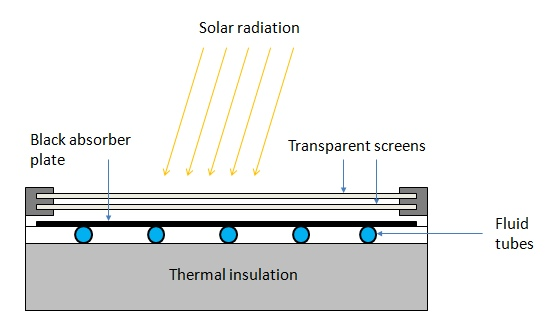 Solar radiation
Black absorber
plate
Transparent screens
Fluid
tubes
Thermal insulation